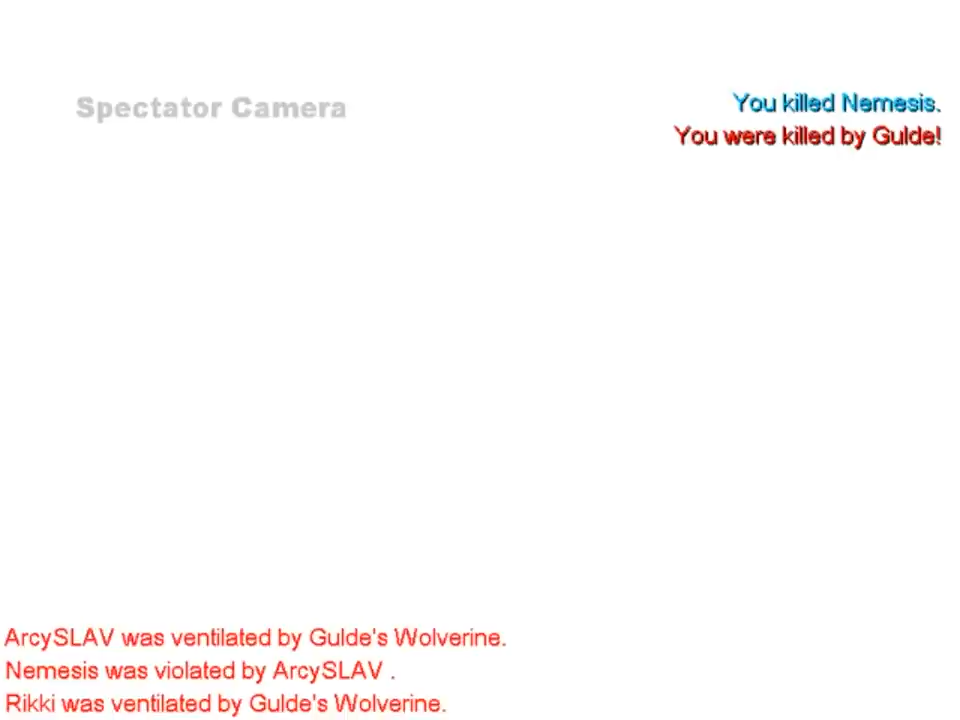 Spectator Camera
You killed Nemesis.
You were killed by Gulde!
ArcySLAV was ventilated by Gulde's Wolverine.
Nemesis was violated by ArcySLAV .
Rikki was ventilated by Gulde's Wolverine.